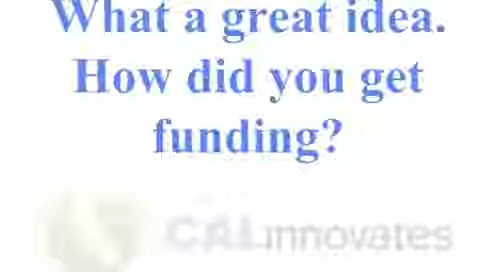 What a great idea.
How did you get
funding?
CALinnovates